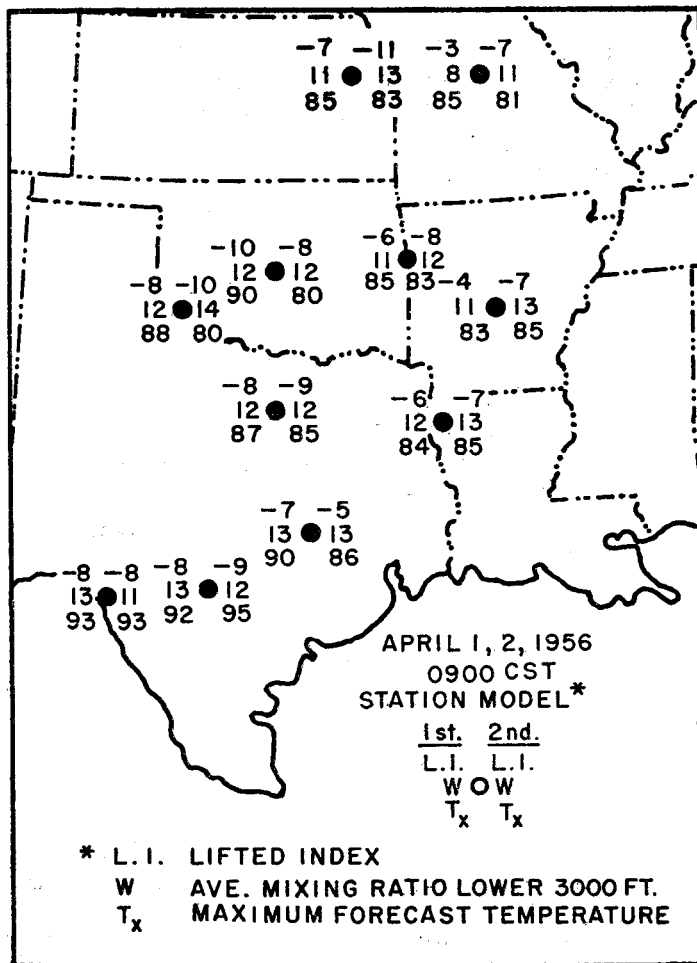 -7 -11 -3 -7
11 13 8 11
85 83 85 81
-10 -8
12 12
90 80
-6 -8
11 12
85 83
-8 -10
12 14
88 80
-4 -7
11 13
83 85
-8 -9
12 12
87 85
-6 -7
12 13
84 85
-7 -5
13 13
90 86
-8 -8
13 11
93 93
-8 -9
13 12
92 95
APRIL 1, 2, 1956
0900 CST
STATION MODEL*
1st. 2nd.
L.I. L.I.
W W
Tx Tx
* L.I. LIFTED INDEX
W AVE. MIXING RATIO LOWER 3000 FT.
Tx MAXIMUM FORECAST TEMPERATURE